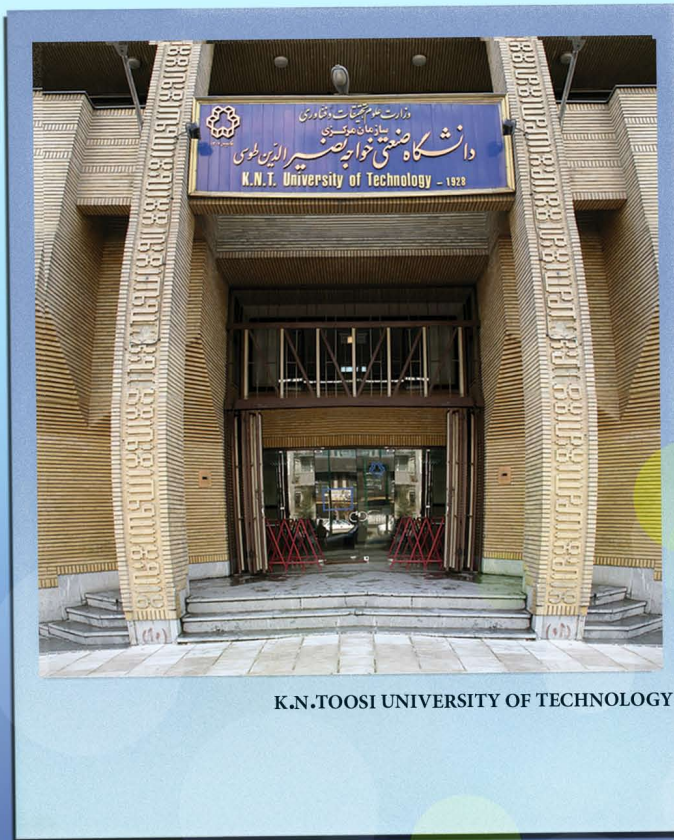 وزارت علوم تحقیقات و فناوری
سازمان مرکزی
دانشگاه صنعتی خواجه نصیرالدین طوسی
K.N.T. University of Technology – 1928
K.N.TOOSI UNIVERSITY OF TECHNOLOGY